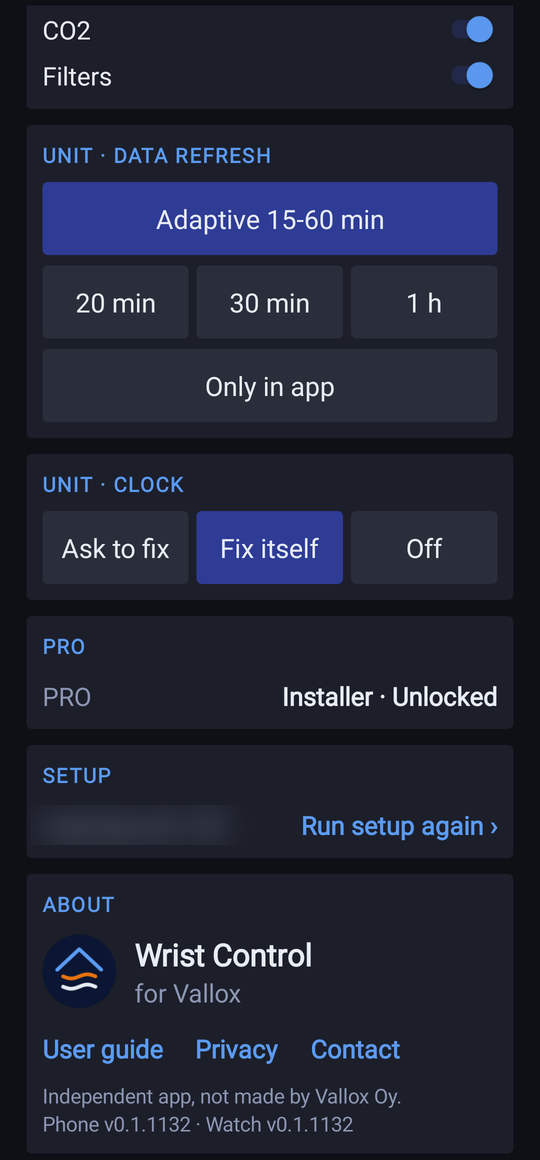 CO2
Filters
UNIT · DATA REFRESH
Adaptive 15-60 min
20 min 30 min 1 h
Only in app
UNIT · CLOCK
Ask to fix Fix itself Off
PRO
PRO Installer · Unlocked
SETUP
Run setup again ›
ABOUT
Wrist Control
for Vallox
User guide Privacy Contact
Independent app, not made by Vallox Oy.
Phone v0.1.1132 · Watch v0.1.1132